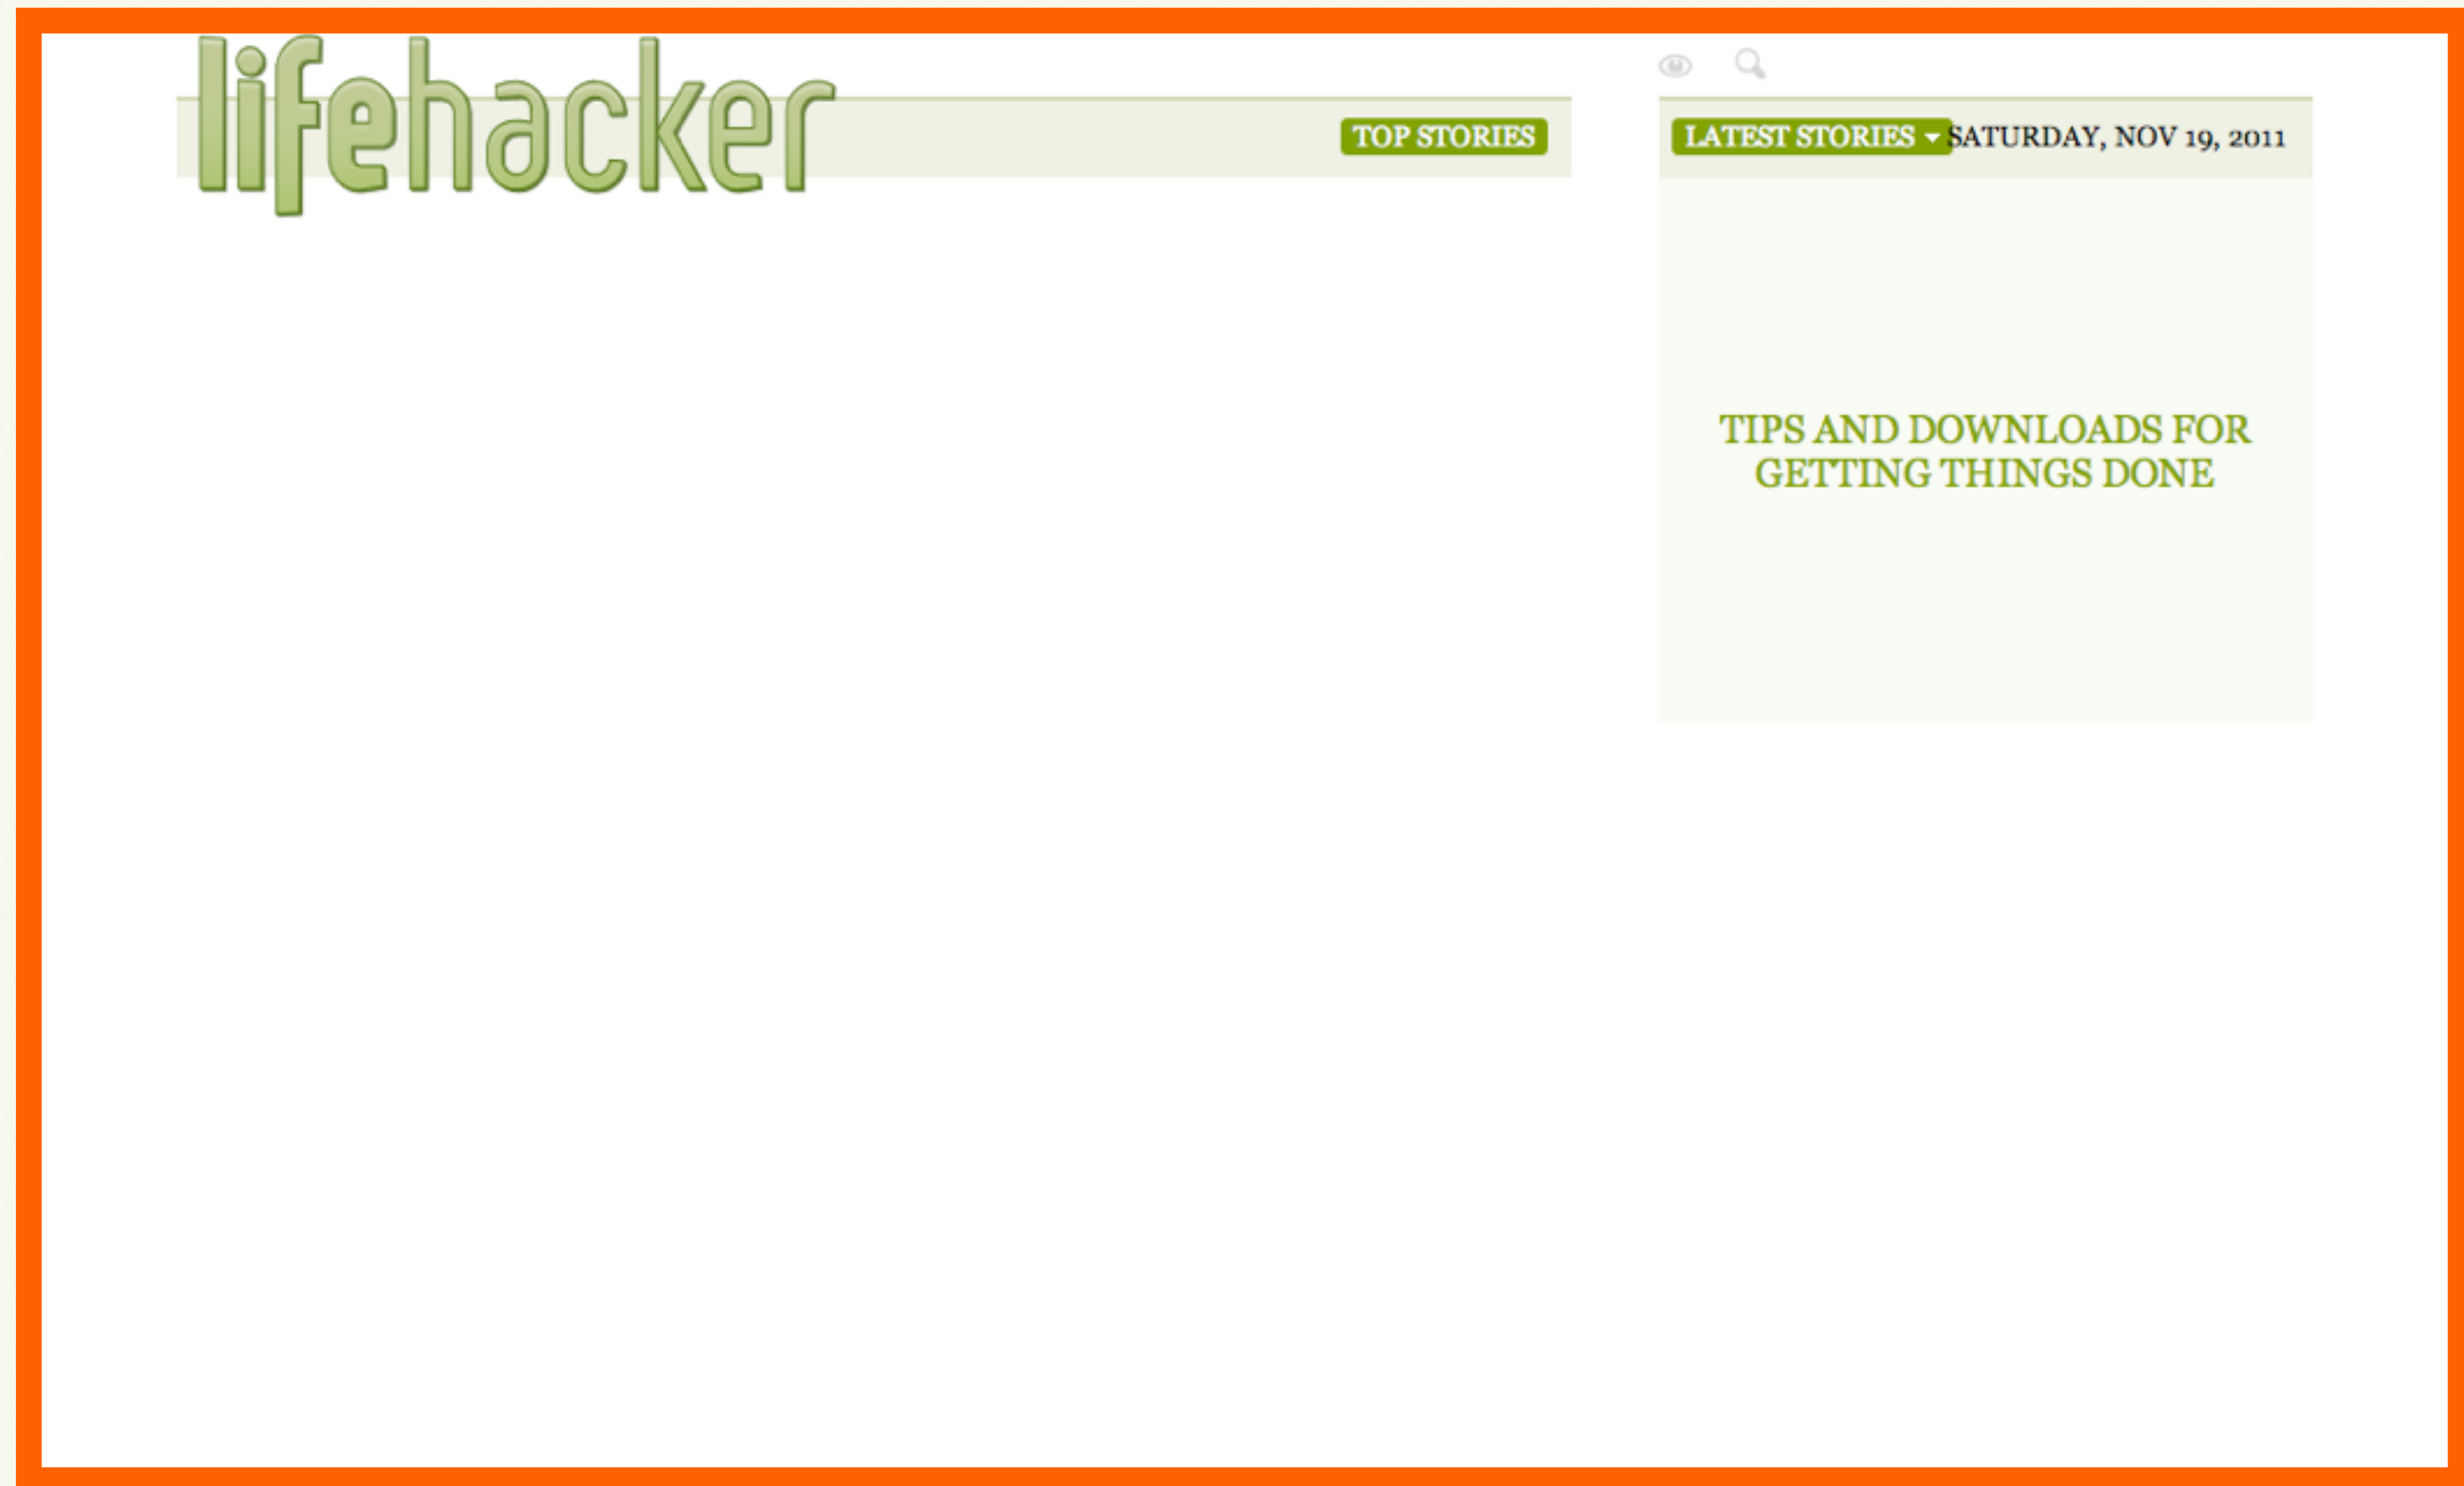 lifehacker
TOP STORIES
LATEST STORIES
SATURDAY, NOV 19, 2011
TIPS AND DOWNLOADS FOR
GETTING THINGS DONE